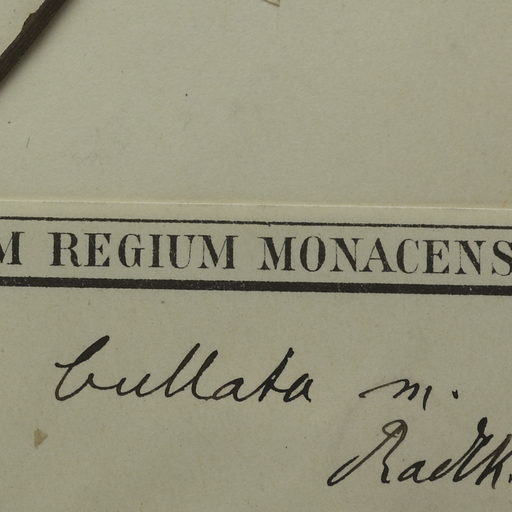 M REGIUM MONACENS
bullata m.
Radlk.